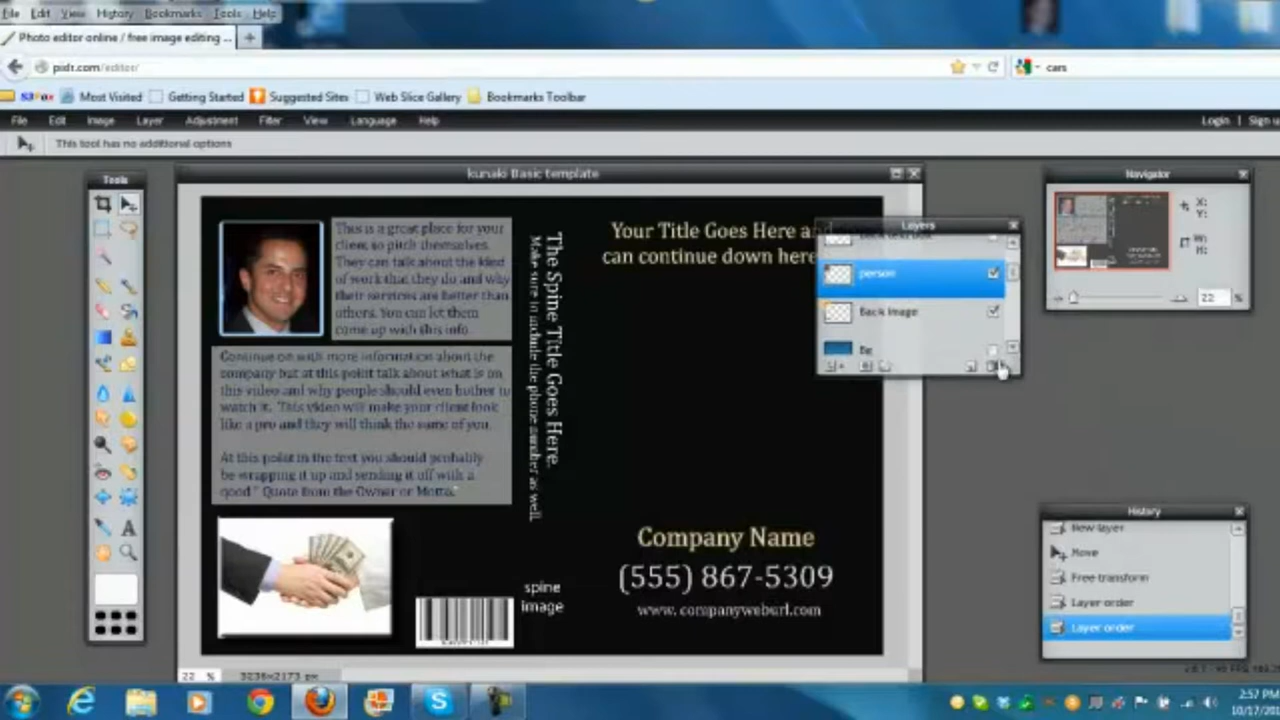 File Edit View History Bookmarks Tools Help
Photo editor online / free image editing ...
pixlr.com/editor/
cars
Most Visited Getting Started Suggested Sites Web Slice Gallery Bookmarks Toolbar
File Edit Image Layer Adjustment Filter View Language Help
Login | Sign u
This tool has no additional options
Tools
kunaki Basic template
This is a great place for your
client so pitch themselves.
They can talk about the kind
of work that they do and why
their services are better than
others. You can let them
come up with this info.
Continue on with more information about the
company but at this point talk about what is on
this video and why people should even bother to
watch it. This video will make your client look
like a pro and they will think the same of you.
At this point in the text you should probably
be wrapping it up and sending it off with a
good " Quote from the Owner or Motto."
The Spine Title Goes Here.
Make sure to include the phone number as well.
spine
image
Your Title Goes Here and
can continue down here
Company Name
(555) 867-5309
www. companyweburl.com
Layers
person
Back Image
Bg
Navigator
X:
Y:
W:
H:
22 %
History
New layer
Move
Free transform
Layer order
Layer order
22 % 3236x2173 px
2:57 PM
10/17/20